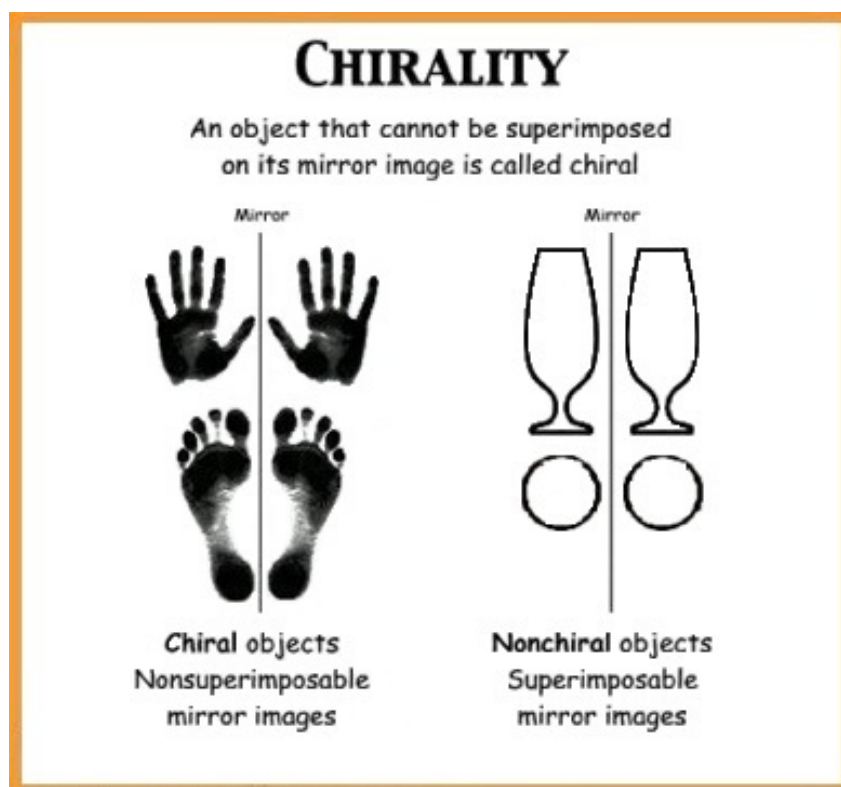 CHIRALITY
An object that cannot be superimposed
on its mirror image is called chiral
Mirror
Mirror
Chiral objects
Nonsuperimposable
mirror images
Nonchiral objects
Superimposable
mirror images